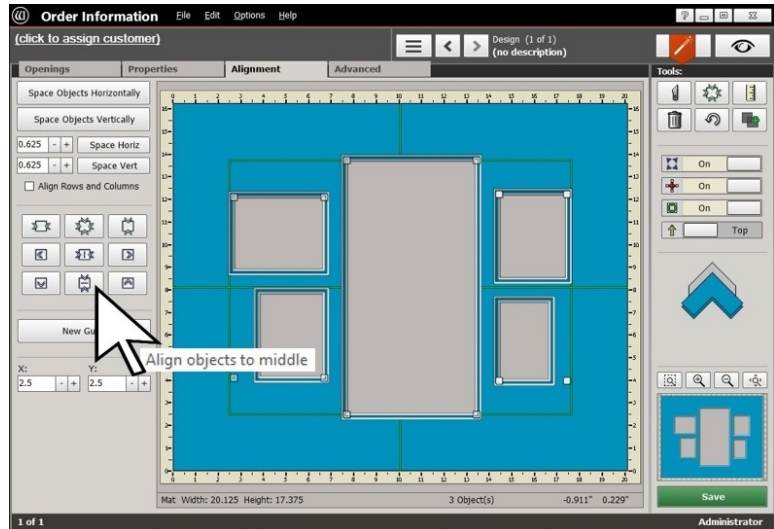 Order Information File Edit Options Help
(click to assign customer)
Design (1 of 1)
(no description)
Openings Properties Alignment Advanced
Tools:
Space Objects Horizontally
Space Objects Vertically
0.625 - + Space Horiz
0.625 - + Space Vert
Align Rows and Columns
On
On
On
Top
New Gu
Align objects to middle
X: Y:
2.5 - + 2.5 - +
Mat Width: 20.125 Height: 17.375 3 Object(s) -0.911" 0.229"
Save
1 of 1 Administrator